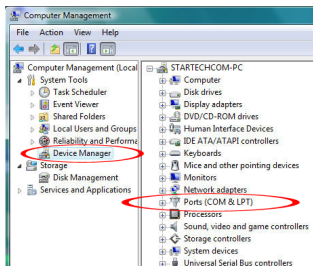 Computer Management
File Action View Help
Computer Management (Local
System Tools
Task Scheduler
Event Viewer
Shared Folders
Local Users and Groups
Reliability and Performa
Device Manager
Storage
Disk Management
Services and Applications
STARTECHCOM-PC
Computer
Disk drives
Display adapters
DVD/CD-ROM drives
Human Interface Devices
IDE ATA/ATAPI controllers
Keyboards
Mice and other pointing devices
Monitors
Network adapters
Ports (COM & LPT)
Processors
Sound, video and game controllers
Storage controllers
System devices
Universal Serial Bus controllers